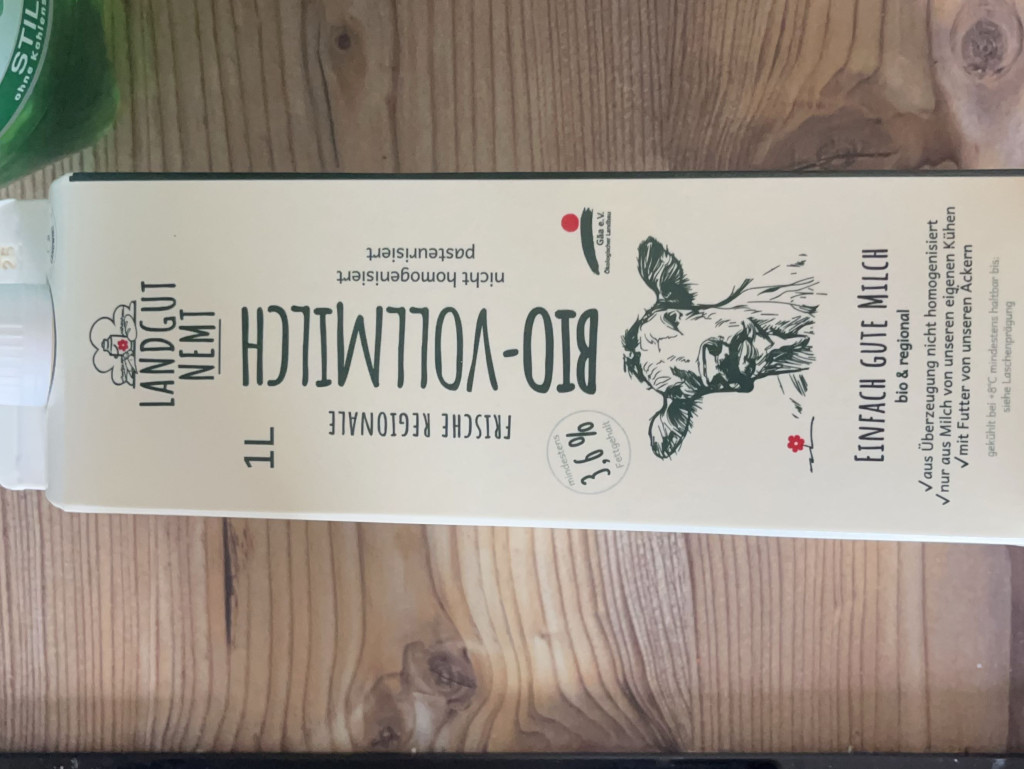 STIL
ohne Kohlens
25
LANDGUT
NEMT
1L
FRISCHE REGIONALE
BIO-VOLLMILCH
nicht homogenisiert
pasteurisiert
mindestens
3,6%
Fettgehalt
Gäa e.V.
Ökologischer Landbau
EINFACH GUTE MILCH
bio & regional
✓aus Überzeugung nicht homogenisiert
✓nur aus Milch von unseren eigenen Kühen
✓mit Futter von unseren Äckern
gekühlt bei +8°C mindestens haltbar bis:
siehe Laschenprägung